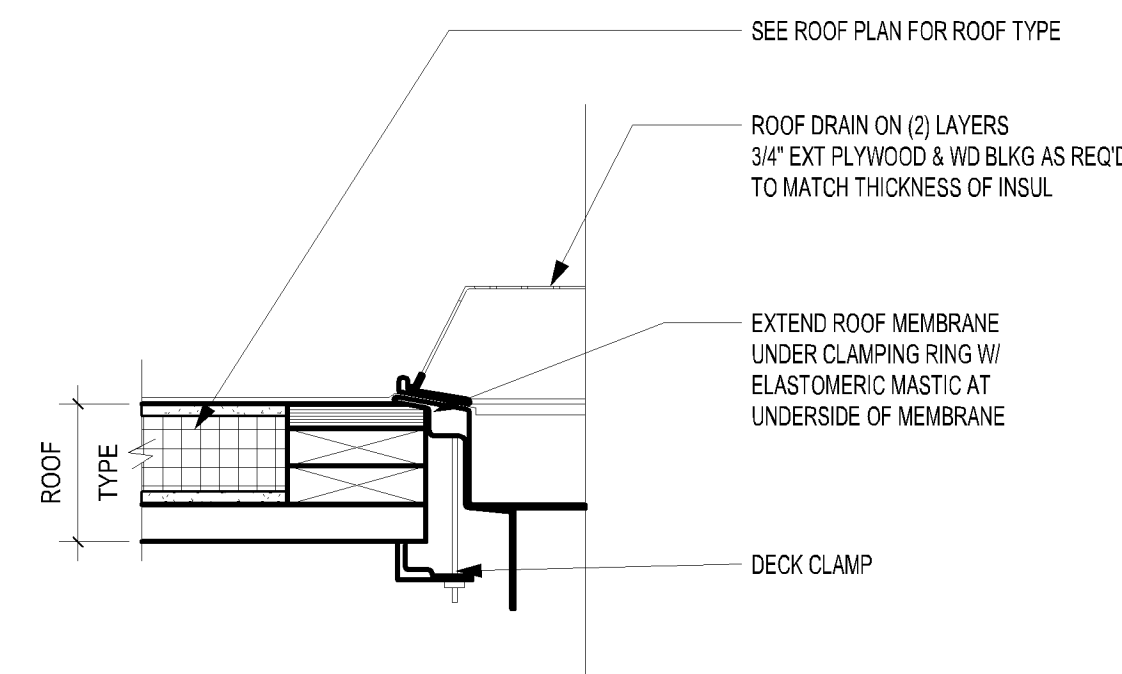 SEE ROOF PLAN FOR ROOF TYPE
ROOF DRAIN ON (2) LAYERS
3/4" EXT PLYWOOD & WD BLKG AS REQ'D
TO MATCH THICKNESS OF INSUL
EXTEND ROOF MEMBRANE
UNDER CLAMPING RING W/
ELASTOMERIC MASTIC AT
UNDERSIDE OF MEMBRANE
ROOF
TYPE
DECK CLAMP